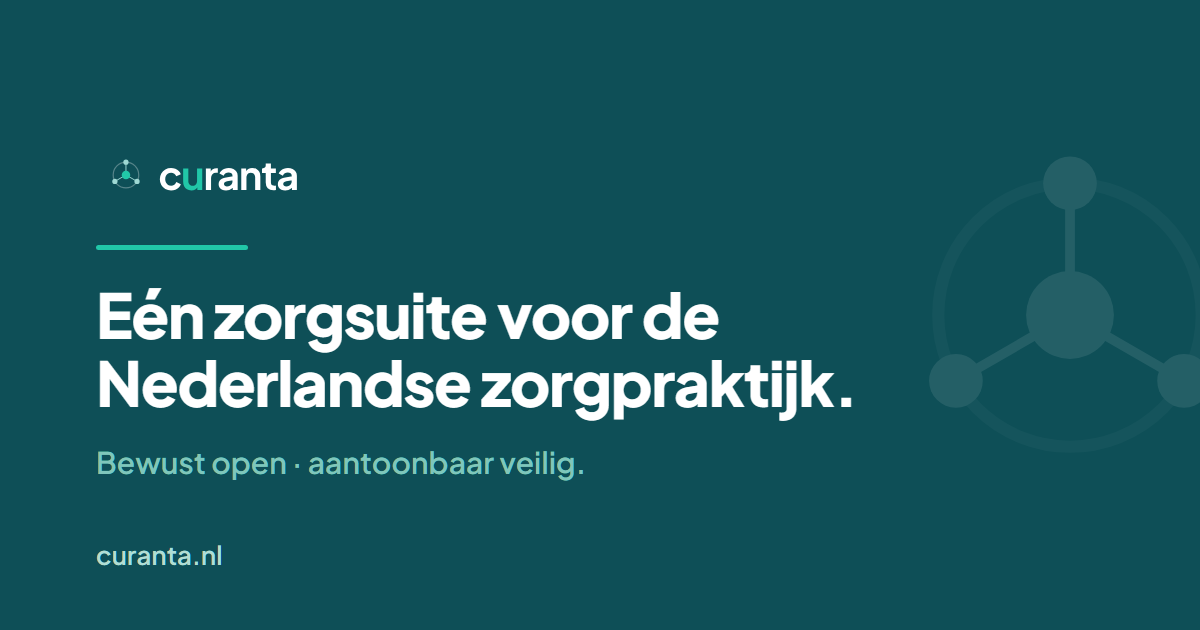 curanta
Eén zorgsuite voor de
Nederlandse zorgpraktijk.
Bewust open · aantoonbaar veilig.
curanta.nl